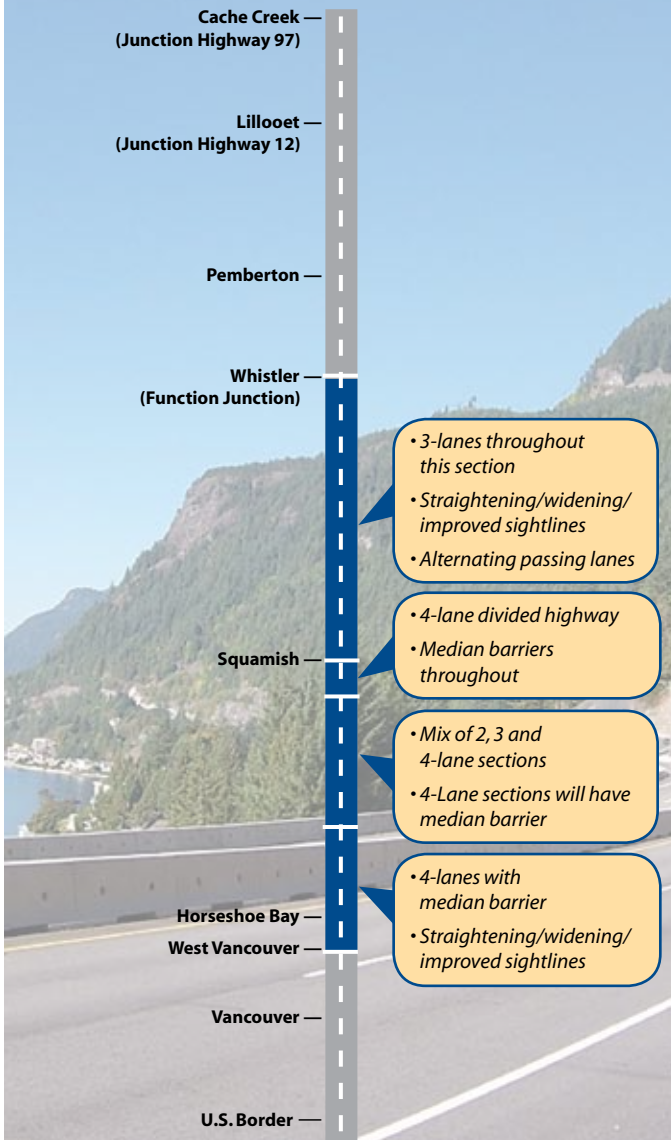 Cache Creek
(Junction Highway 97)
Lillooet
(Junction Highway 12)
Pemberton
Whistler
(Function Junction)
• 3-lanes throughout
this section
• Straightening/widening/
improved sightlines
• Alternating passing lanes
• 4-lane divided highway
• Median barriers
throughout
Squamish
• Mix of 2, 3 and
4-lane sections
• 4-Lane sections will have
median barrier
• 4-lanes with
median barrier
• Straightening/widening/
improved sightlines
Horseshoe Bay
West Vancouver
Vancouver
U.S. Border